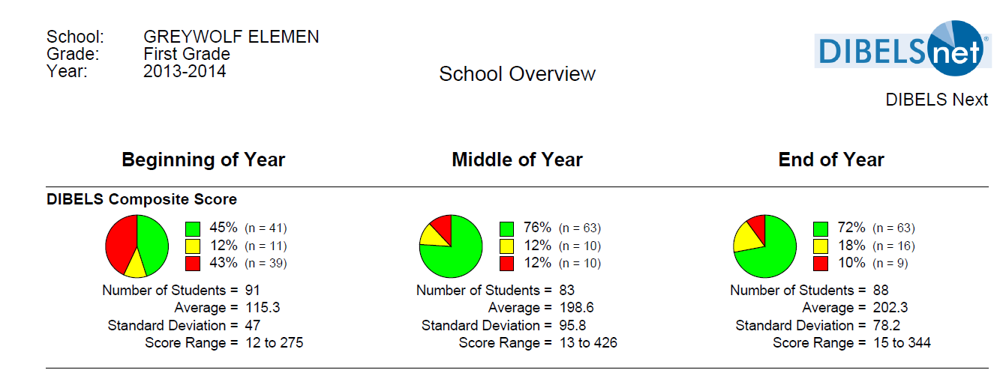 School: GREYWOLF ELEMEN
Grade: First Grade
Year: 2013-2014
School Overview
DIBELSnet®
DIBELS Next
Beginning of Year Middle of Year End of Year
DIBELS Composite Score
45% (n = 41) 76% (n = 63) 72% (n = 63)
12% (n = 11) 12% (n = 10) 18% (n = 16)
43% (n = 39) 12% (n = 10) 10% (n = 9)
Number of Students = 91 Number of Students = 83 Number of Students = 88
Average = 115.3 Average = 198.6 Average = 202.3
Standard Deviation = 47 Standard Deviation = 95.8 Standard Deviation = 78.2
Score Range = 12 to 275 Score Range = 13 to 426 Score Range = 15 to 344